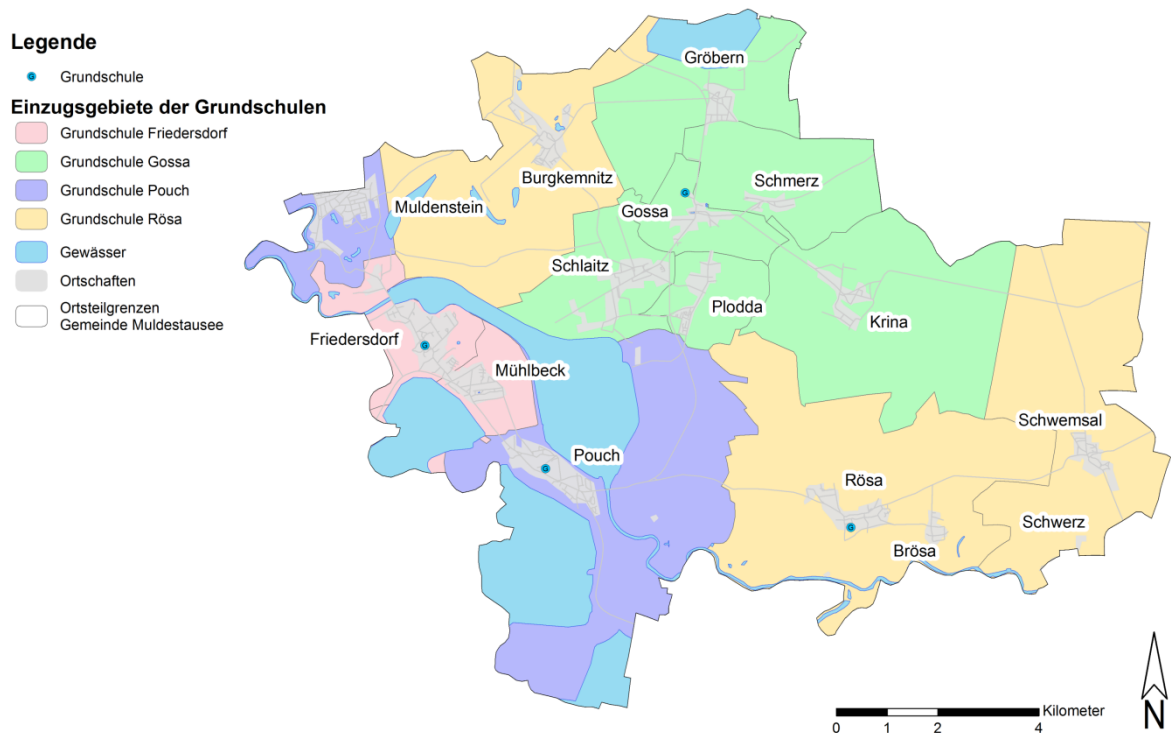 Legende
G Grundschule
Einzugsgebiete der Grundschulen
Grundschule Friedersdorf
Grundschule Gossa
Grundschule Pouch
Grundschule Rösa
Gewässer
Ortschaften
Ortsteilgrenzen
Gemeinde Muldestausee
Gröbern
Burgkemnitz
Schmerz
Muldenstein
G
Gossa
Schlaitz
Plodda
Krina
Friedersdorf
G
Mühlbeck
Schwemsal
Pouch
G
Rösa
G
Schwerz
Brösa
Kilometer
0 1 2 4
N